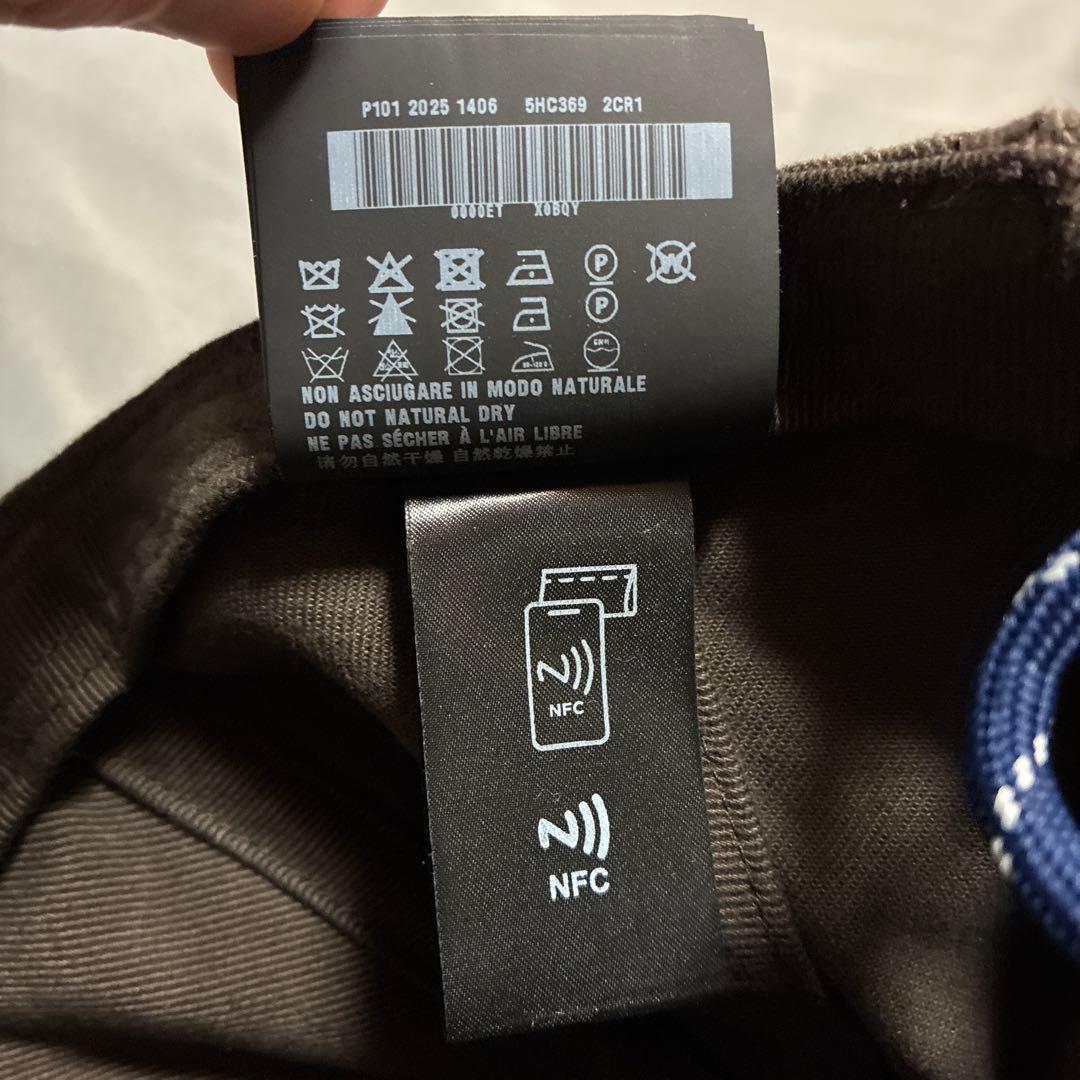 P101 2025 1406 5HC369 2CR1
0000ET X0BQY
P
W
P
NON ASCIUGARE IN MODO NATURALE
DO NOT NATURAL DRY
NE PAS SÉCHER À L'AIR LIBRE
请勿自然干燥 自然乾燥禁止
NFC
NFC